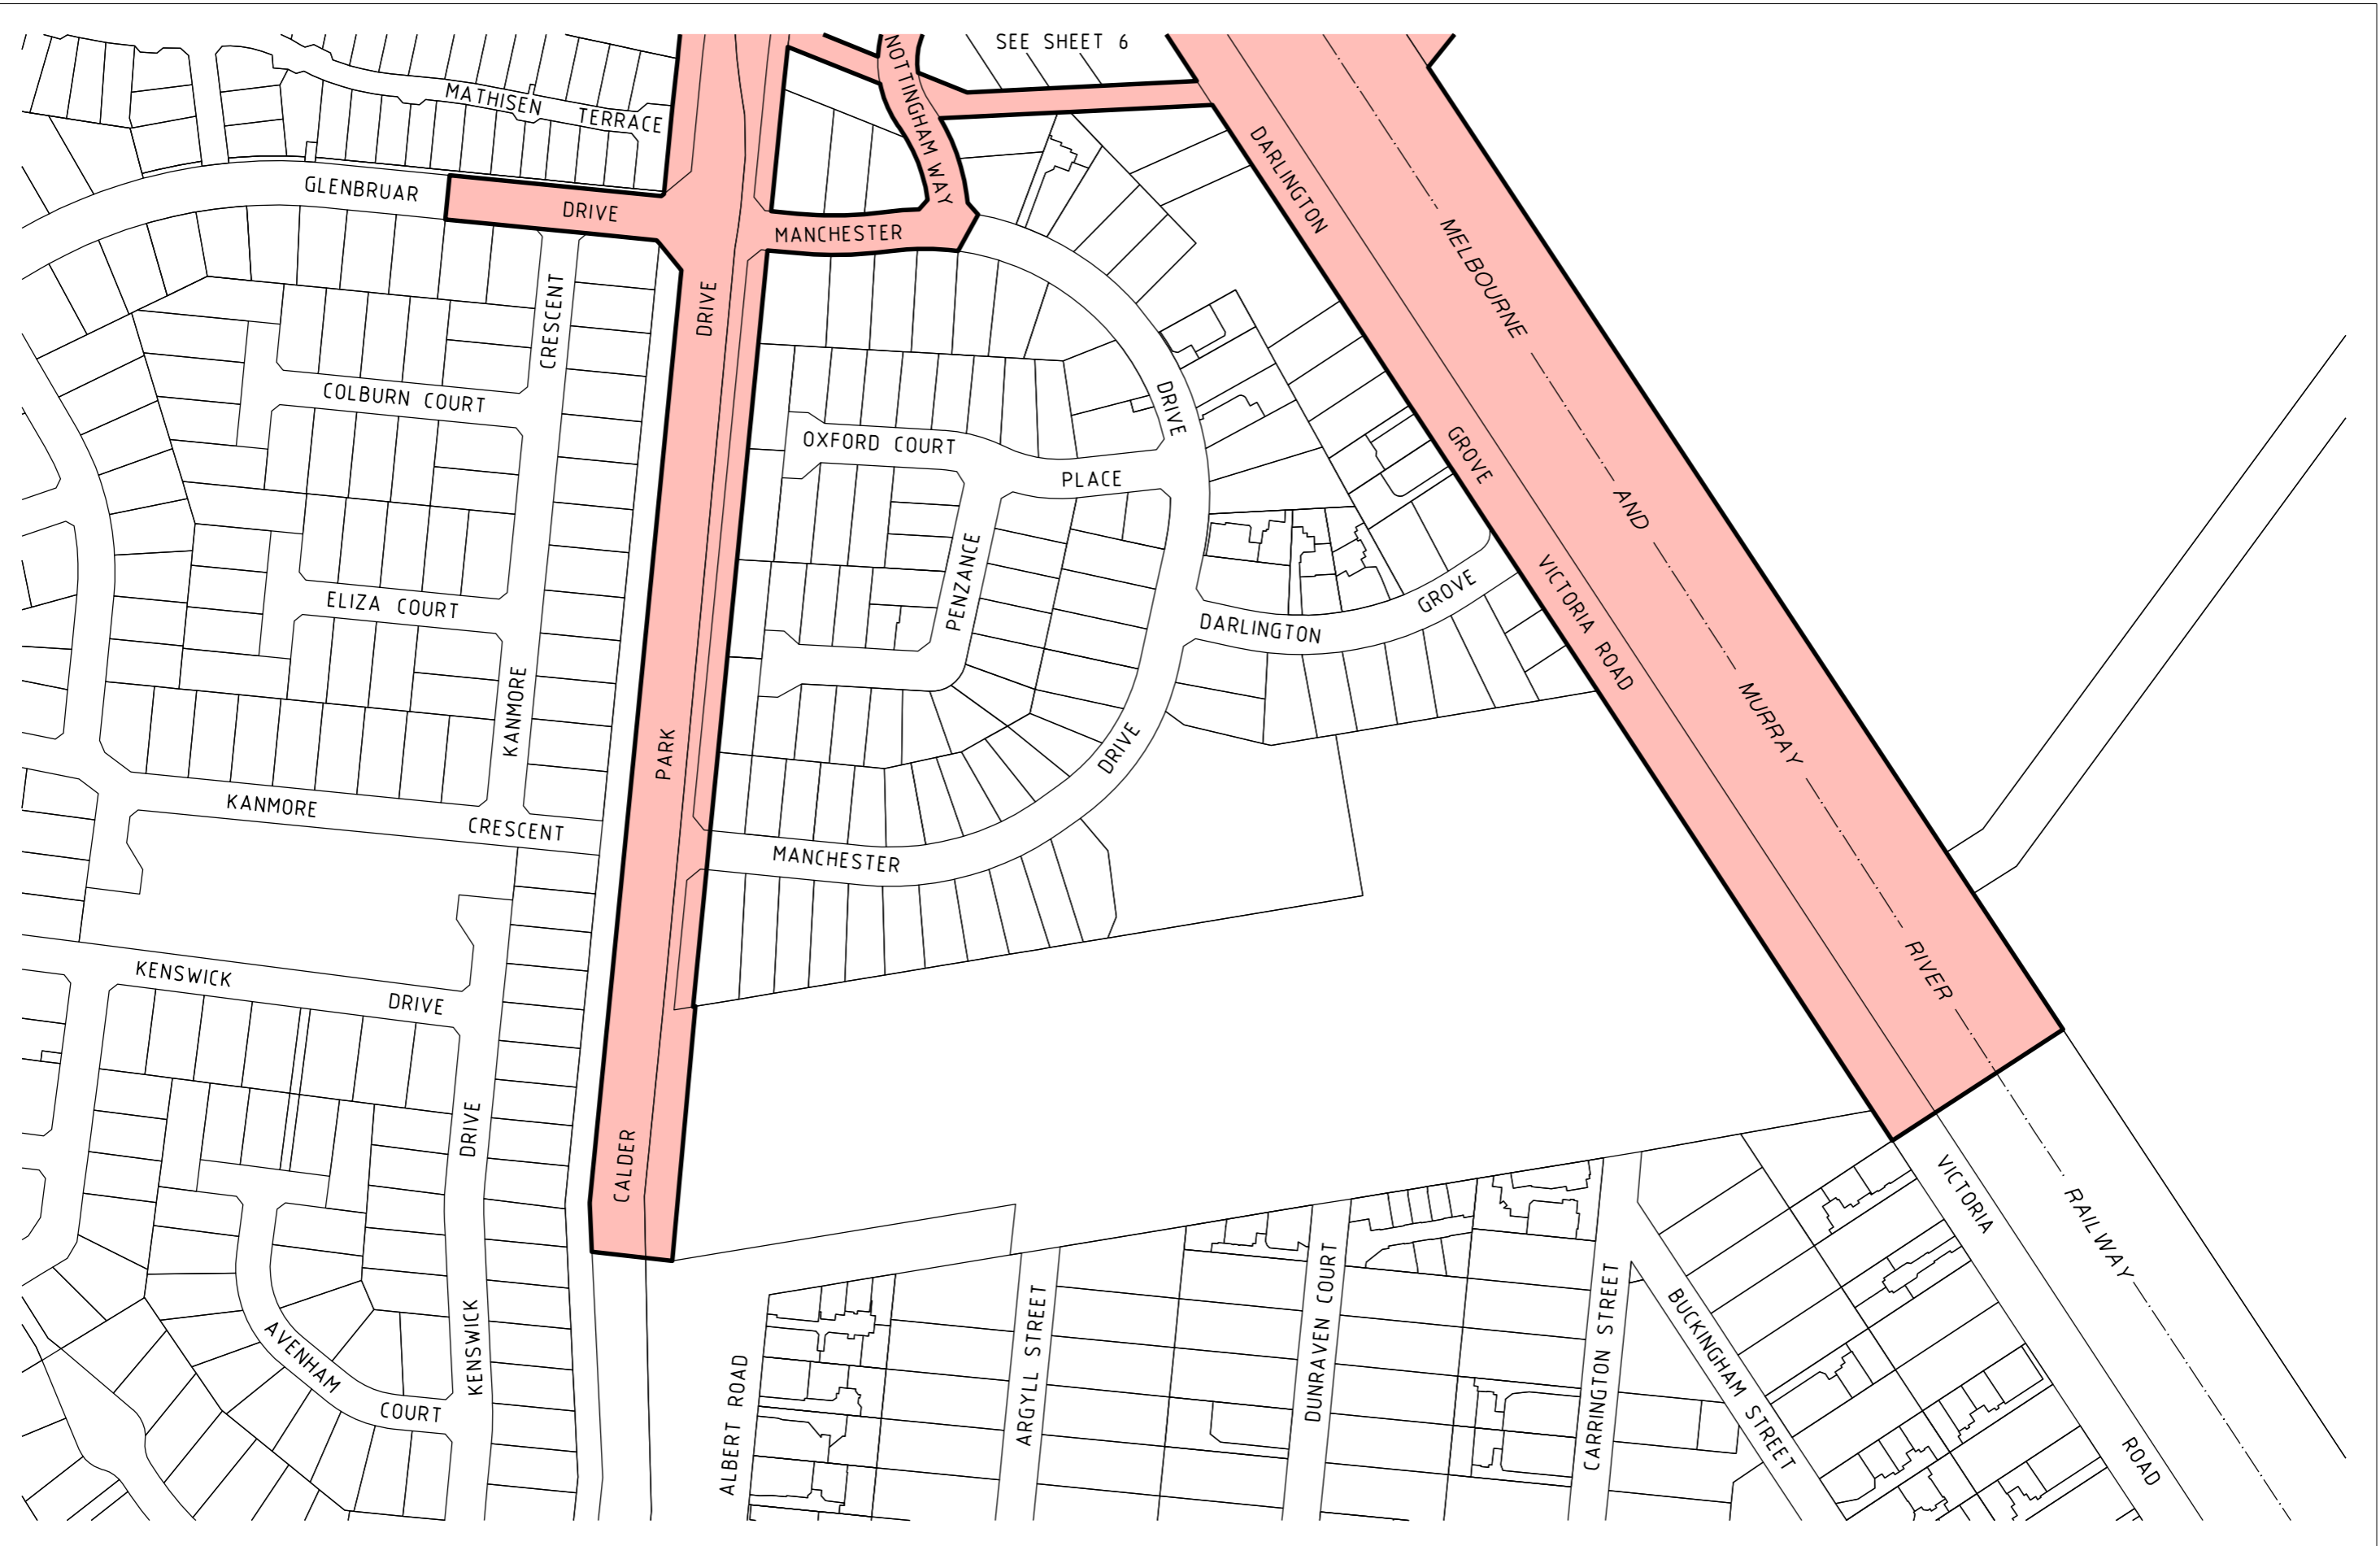 SEE SHEET 6
NOTTINGHAM WAY
MATHISEN TERRACE
GLENBRUAR DRIVE
MANCHESTER
DARLINGTON
MELBOURNE AND MURRAY RIVER RAILWAY
CRESCENT
DRIVE
DRIVE
COLBURN COURT
OXFORD COURT
PLACE
GROVE
PENZANCE
VICTORIA ROAD
ELIZA COURT
DARLINGTON GROVE
KANMORE
PARK
DRIVE
KANMORE CRESCENT
MANCHESTER
KENSWICK DRIVE
DRIVE
CALDER
VICTORIA
AVENHAM COURT
KENSWICK
ALBERT ROAD
ARGYLL STREET
DUNRAVEN COURT
CARRINGTON STREET
BUCKINGHAM STREET
ROAD